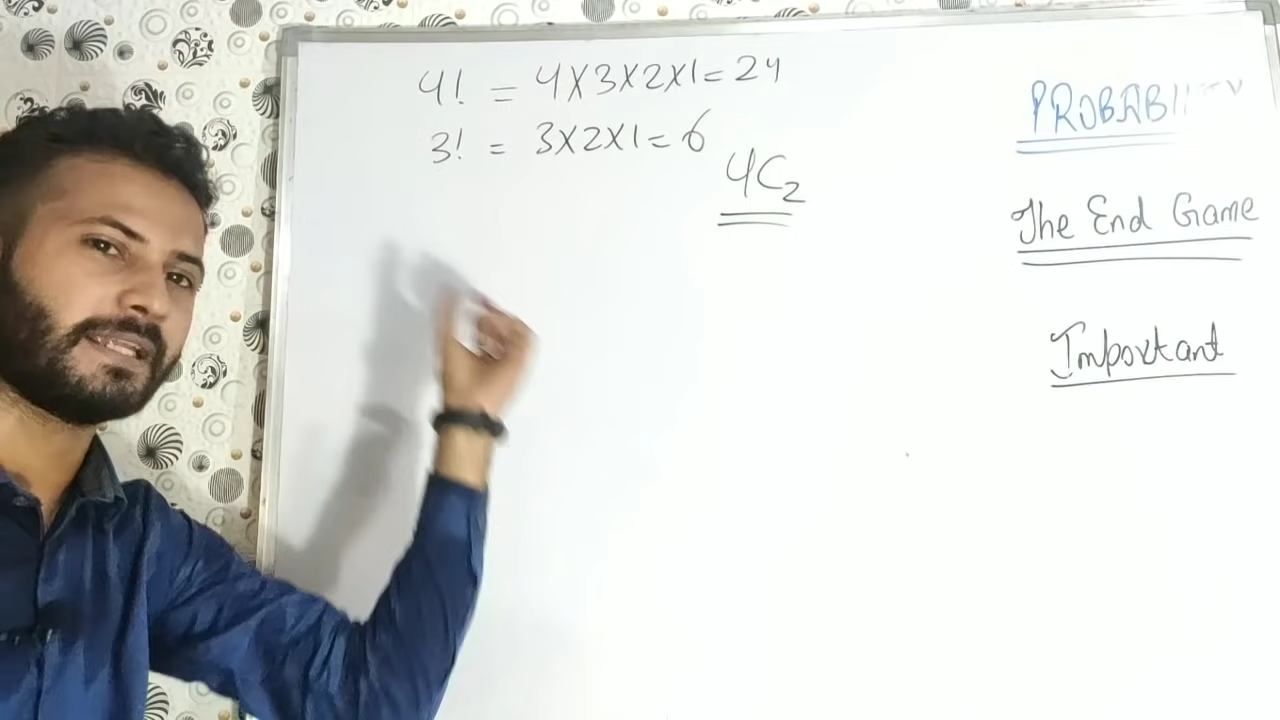 4! = 4X3X2X1=24
3! = 3X2X1=6
4C₂
The End Game
Important